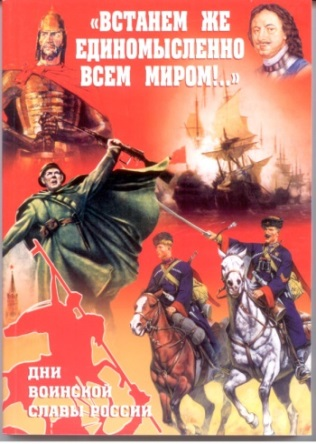 «ВСТАНЕМ ЖЕ
ЕДИНОМЫСЛЕННО
ВСЕМ МИРОМ!..»
ДНИ
ВОИНСКОЙ
СЛАВЫ РОССИИ